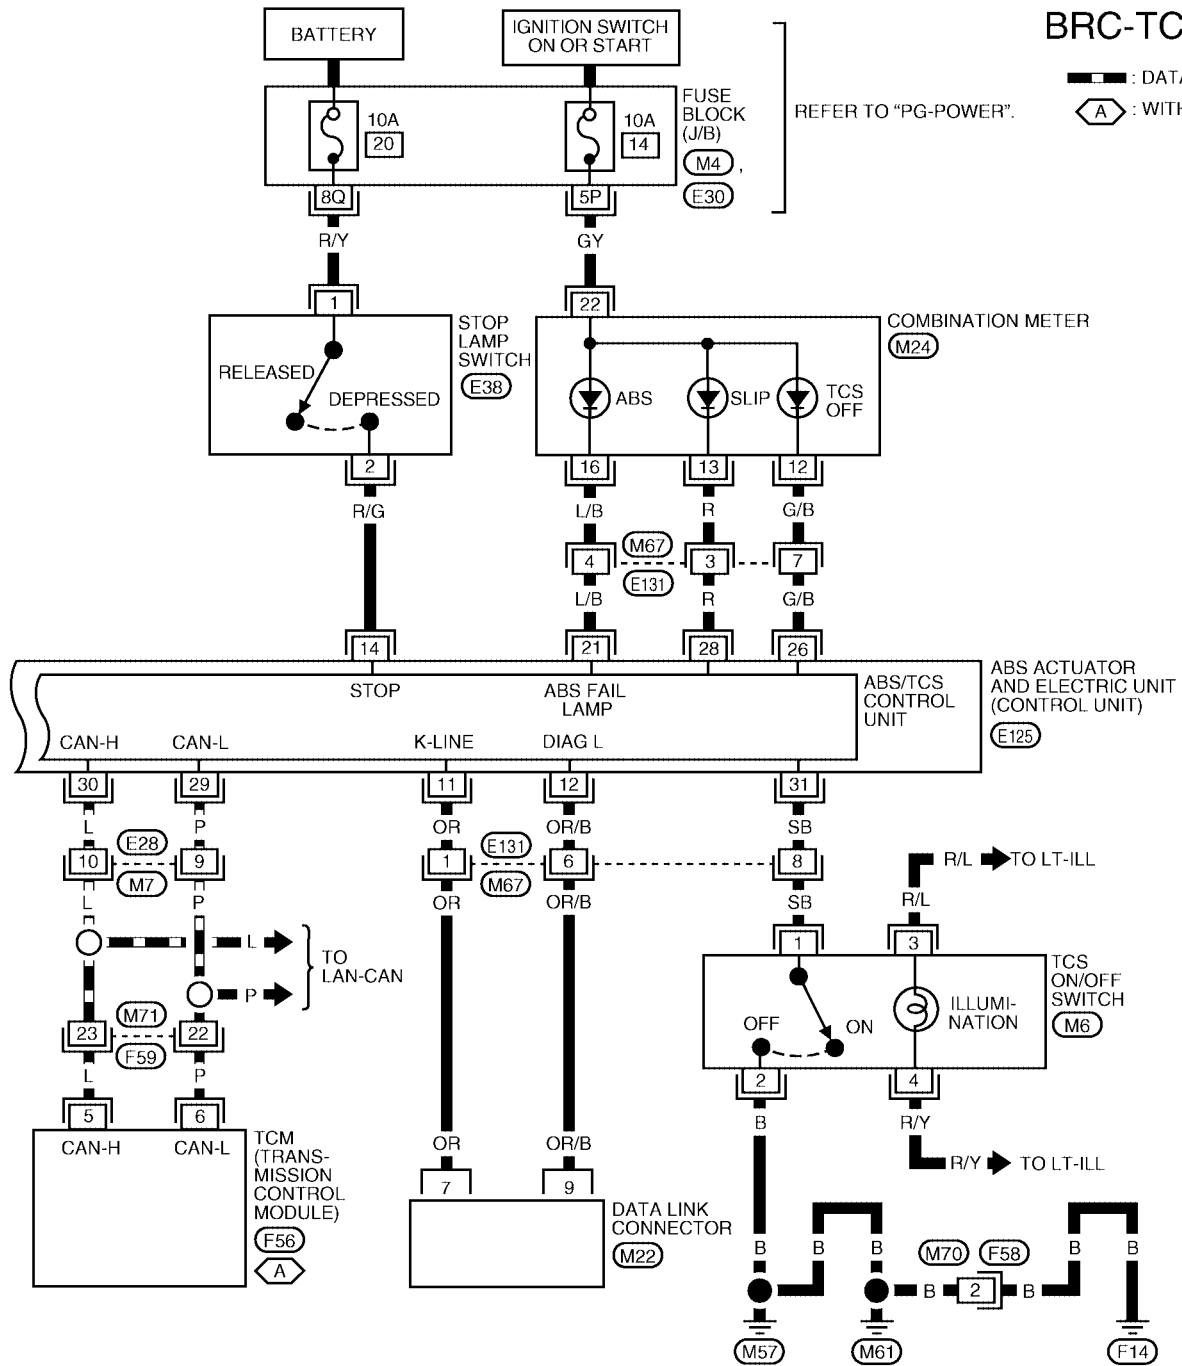 BRC-TC
BATTERY
IGNITION SWITCH
ON OR START
: DATA
A : WITH
10A
20
10A
14
FUSE
BLOCK
(J/B)
M4 ,
E30
REFER TO “PG-POWER”.
8Q
5P
R/Y
GY
1
22
STOP
LAMP
SWITCH
E38
RELEASED
DEPRESSED
COMBINATION METER
M24
ABS
SLIP
TCS
OFF
2
16
13
12
R/G
L/B
R
G/B
4
M67
3
7
E131
L/B
R
G/B
14
21
28
26
STOP
ABS FAIL
LAMP
ABS/TCS
CONTROL
UNIT
ABS ACTUATOR
AND ELECTRIC UNIT
(CONTROL UNIT)
E125
CAN-H
CAN-L
K-LINE
DIAG L
30
29
11
12
31
L
P
OR
OR/B
SB
10
E28
9
1
E131
6
8
M7
M67
L
P
OR
OR/B
SB
R/L
TO LT-ILL
R/L
L
P
TO
LAN-CAN
1
3
TCS
ON/OFF
SWITCH
M6
OFF
ON
ILLUMI-
NATION
23
M71
22
F59
L
P
2
4
B
R/Y
R/Y
TO LT-ILL
5
6
CAN-H
CAN-L
TCM
(TRANS-
MISSION
CONTROL
MODULE)
F56
A
OR
OR/B
7
9
DATA LINK
CONNECTOR
M22
B
B
B
M70
F58
B
B
B
2
B
M57
M61
F14